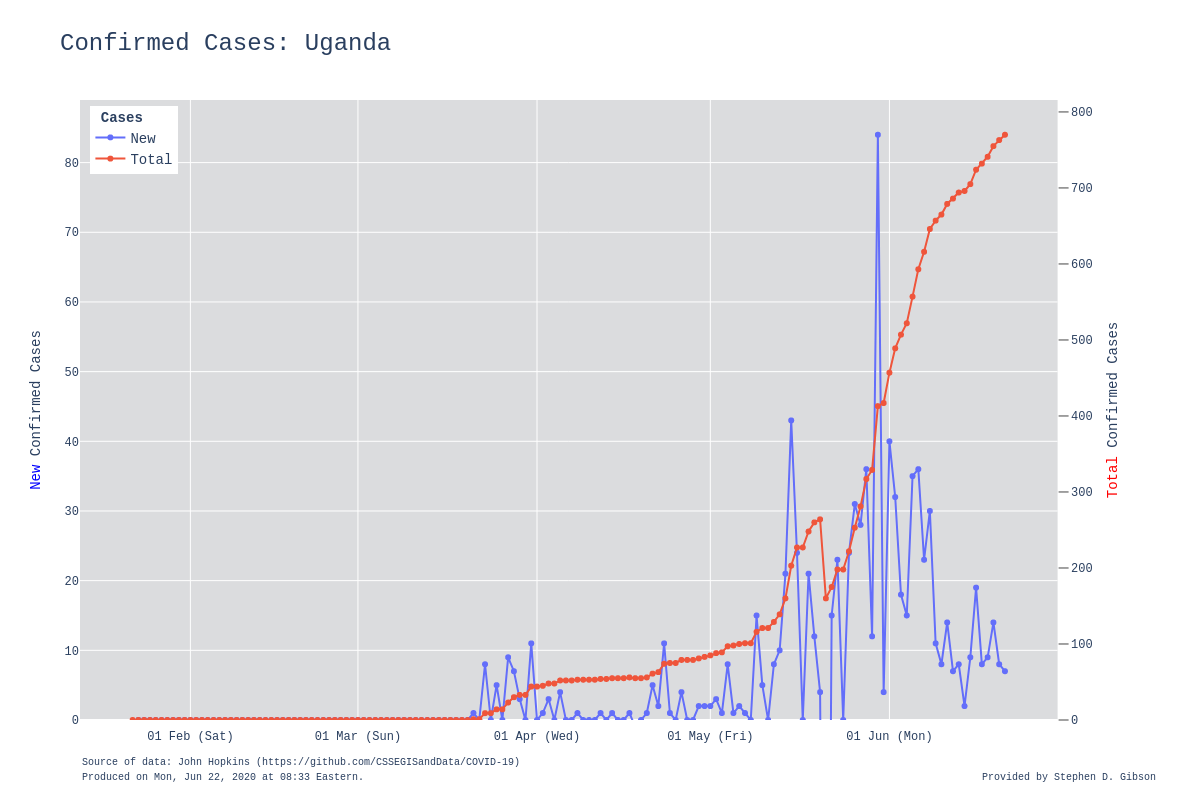 Confirmed Cases: Uganda
Cases
New
Total
80
70
60
50
40
30
20
10
0
New Confirmed Cases
800
700
600
500
400
300
200
100
0
Total Confirmed Cases
01 Feb (Sat)
01 Mar (Sun)
01 Apr (Wed)
01 May (Fri)
01 Jun (Mon)
Source of data: John Hopkins (https://github.com/CSSEGISandData/COVID-19)
Produced on Mon, Jun 22, 2020 at 08:33 Eastern.
Provided by Stephen D. Gibson